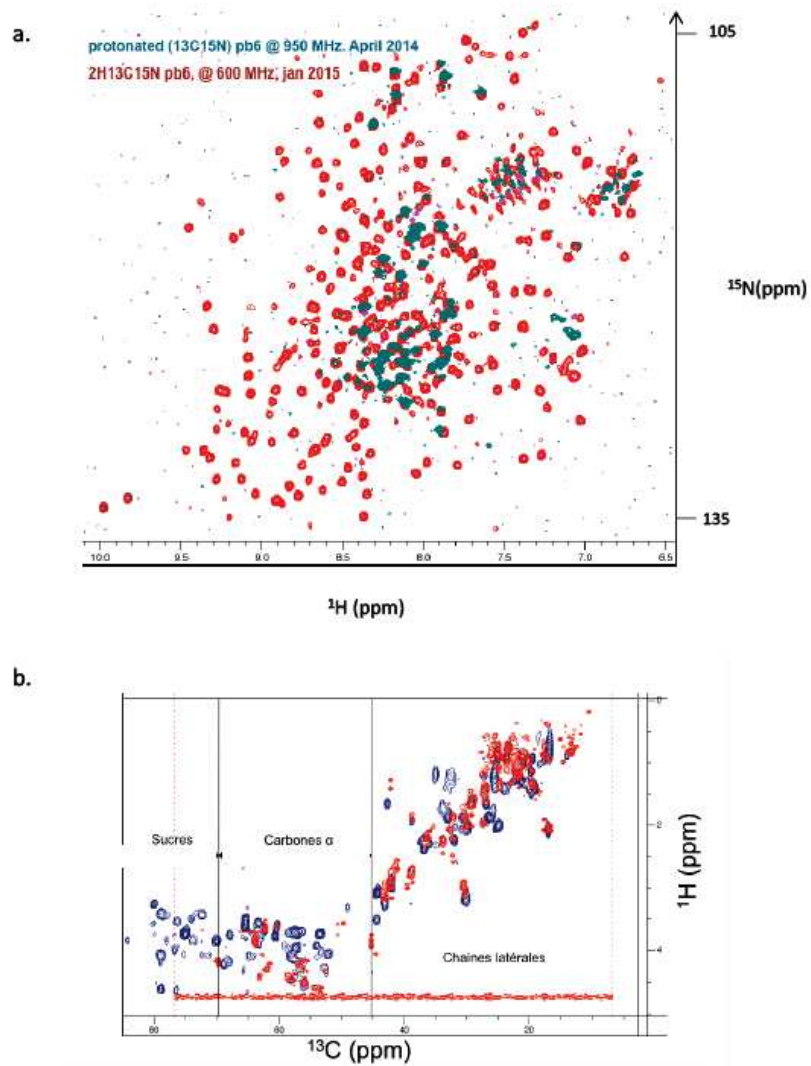 a.
protonated (13C15N) pb6 @ 950 MHz. April 2014
2H13C15N pb6, @ 600 MHz, jan 2015
105
15N(ppm)
135
10.0 9.5 9.0 8.5 8.0 7.5 7.0 6.5
1H (ppm)
b.
0
Sucres
Carbones α
2
1H (ppm)
4
Chaines latérales
80 60 40 20
13C (ppm)